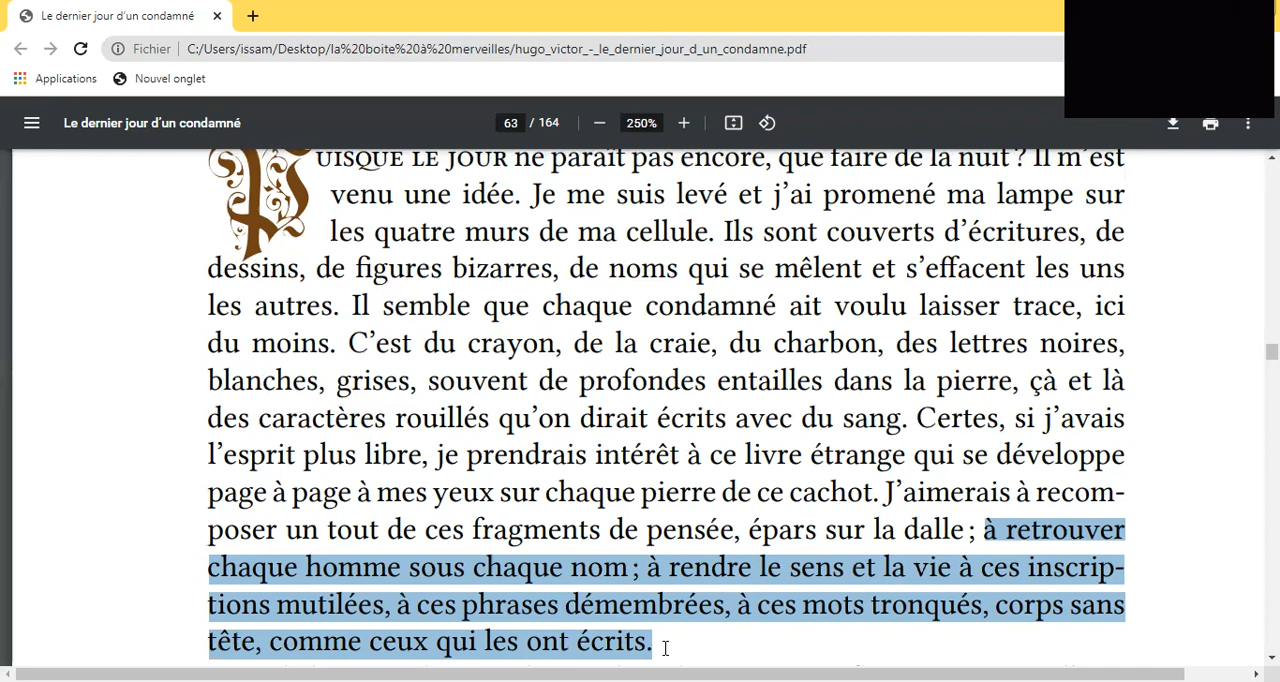 Le dernier jour d'un condamné
Fichier C:/Users/issam/Desktop/la%20boite%20à%20merveilles/hugo_victor_-_le_dernier_jour_d_un_condamne.pdf
Applications Nouvel onglet
Le dernier jour d'un condamné 63 / 164 − 250% +
PUISQUE LE JOUR ne paraît pas encore, que faire de la nuit ? Il m'est
venu une idée. Je me suis levé et j'ai promené ma lampe sur
les quatre murs de ma cellule. Ils sont couverts d'écritures, de
dessins, de figures bizarres, de noms qui se mêlent et s'effacent les uns
les autres. Il semble que chaque condamné ait voulu laisser trace, ici
du moins. C'est du crayon, de la craie, du charbon, des lettres noires,
blanches, grises, souvent de profondes entailles dans la pierre, çà et là
des caractères rouillés qu'on dirait écrits avec du sang. Certes, si j'avais
l'esprit plus libre, je prendrais intérêt à ce livre étrange qui se développe
page à page à mes yeux sur chaque pierre de ce cachot. J'aimerais à recom-
poser un tout de ces fragments de pensée, épars sur la dalle ; à retrouver
chaque homme sous chaque nom ; à rendre le sens et la vie à ces inscrip-
tions mutilées, à ces phrases démembrées, à ces mots tronqués, corps sans
tête, comme ceux qui les ont écrits.